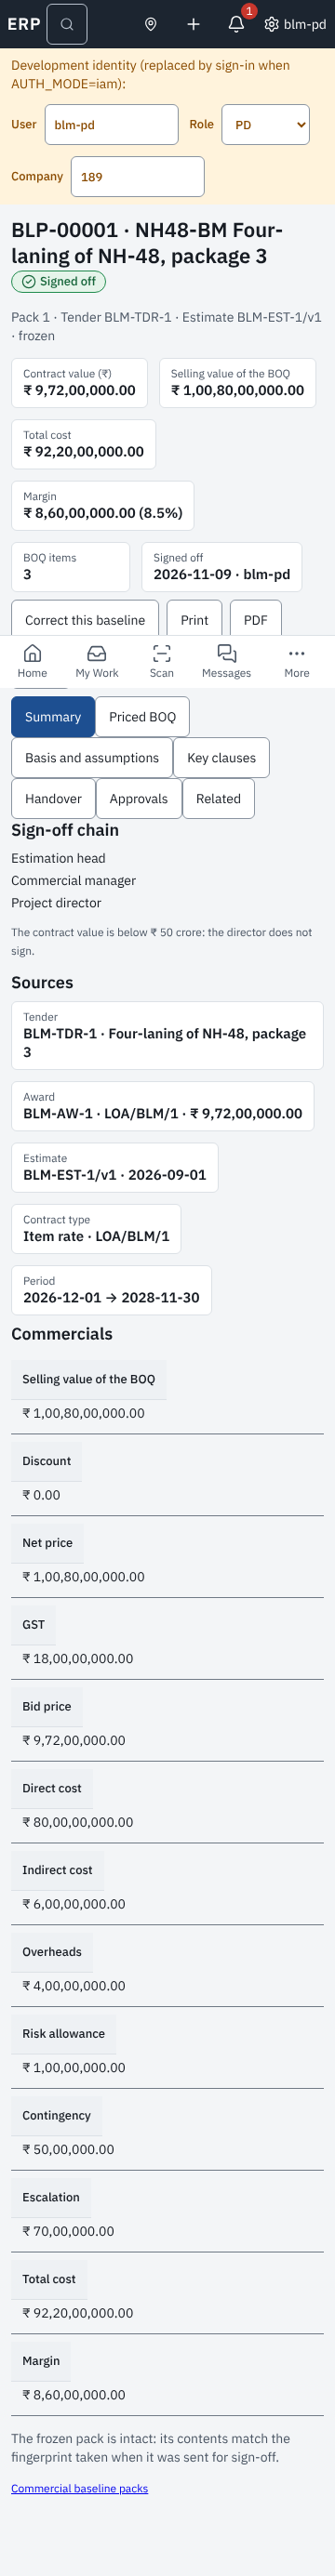 ERP
1
blm-pd
Development identity (replaced by sign-in when
AUTH_MODE=iam):
User blm-pd Role PD
Company 189
BLP-00001 · NH48-BM Four-
laning of NH-48, package 3
Signed off
Pack 1 · Tender BLM-TDR-1 · Estimate BLM-EST-1/v1
· frozen
Contract value (₹)
₹ 9,72,00,000.00
Selling value of the BOQ
₹ 1,00,80,00,000.00
Total cost
₹ 92,20,00,000.00
Margin
₹ 8,60,00,000.00 (8.5%)
BOQ items
3
Signed off
2026-11-09 · blm-pd
Correct this baseline Print PDF
Home My Work Scan Messages More
Summary Priced BOQ
Basis and assumptions Key clauses
Handover Approvals Related
Sign-off chain
Estimation head
Commercial manager
Project director
The contract value is below ₹ 50 crore; the director does not
sign.
Sources
Tender
BLM-TDR-1 · Four-laning of NH-48, package
3
Award
BLM-AW-1 · LOA/BLM/1 · ₹ 9,72,00,000.00
Estimate
BLM-EST-1/v1 · 2026-09-01
Contract type
Item rate · LOA/BLM/1
Period
2026-12-01 → 2028-11-30
Commercials
Selling value of the BOQ
₹ 1,00,80,00,000.00
Discount
₹ 0.00
Net price
₹ 1,00,80,00,000.00
GST
₹ 18,00,00,000.00
Bid price
₹ 9,72,00,000.00
Direct cost
₹ 80,00,00,000.00
Indirect cost
₹ 6,00,00,000.00
Overheads
₹ 4,00,00,000.00
Risk allowance
₹ 1,00,00,000.00
Contingency
₹ 50,00,000.00
Escalation
₹ 70,00,000.00
Total cost
₹ 92,20,00,000.00
Margin
₹ 8,60,00,000.00
The frozen pack is intact: its contents match the
fingerprint taken when it was sent for sign-off.
Commercial baseline packs